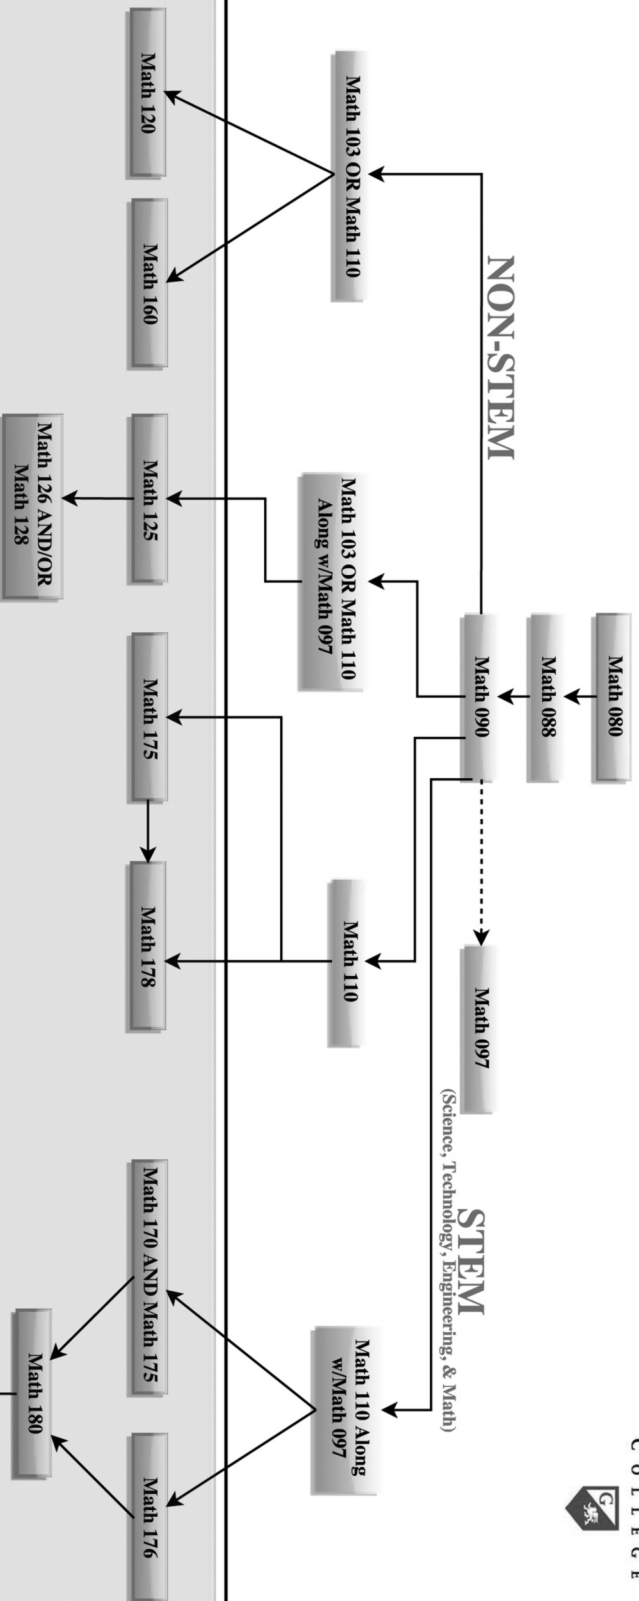 COLLEGE
G
Math 080
Math 088
NON-STEM
Math 090
Math 097
STEM
(Science, Technology, Engineering, & Math)
Math 103 OR Math 110
Math 103 OR Math 110
Along w/Math 097
Math 110
Math 110 Along
w/Math 097
Math 120
Math 160
Math 125
Math 175
Math 178
Math 170 AND Math 175
Math 176
Math 126 AND/OR
Math 128
Math 180